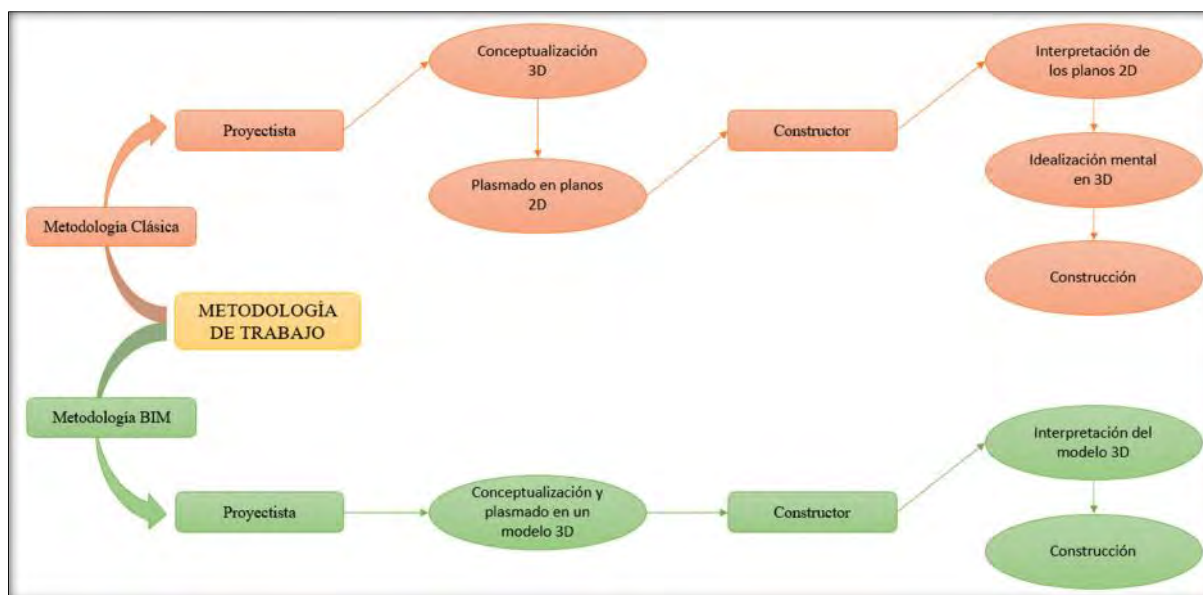 Conceptualización
3D
Interpretación de
los planos 2D
Proyectista
Constructor
Plasmado en planos
2D
Idealización mental
en 3D
Metodología Clásica
Construcción
METODOLOGÍA
DE TRABAJO
Metodología BIM
Interpretación del
modelo 3D
Proyectista
Conceptualización y
plasmado en un
modelo 3D
Constructor
Construcción